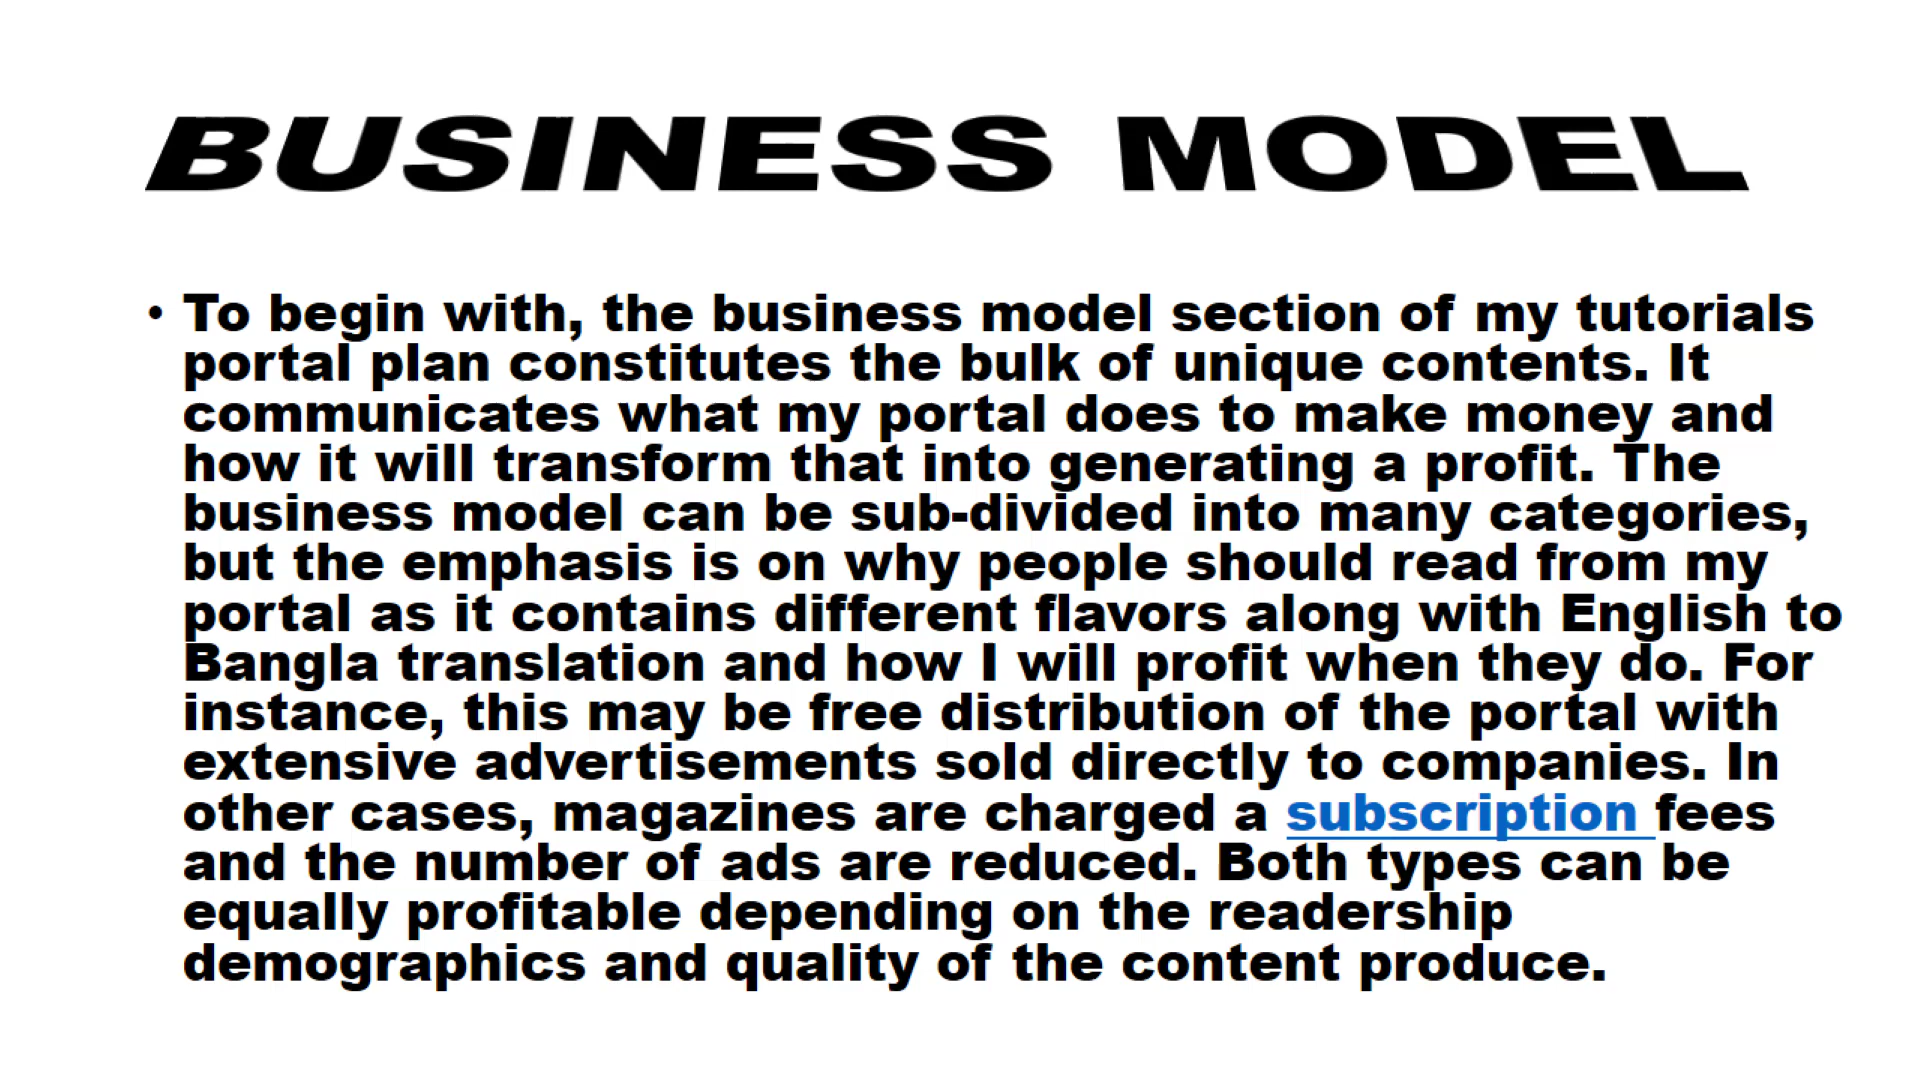 BUSINESS MODEL
• To begin with, the business model section of my tutorials
portal plan constitutes the bulk of unique contents. It
communicates what my portal does to make money and
how it will transform that into generating a profit. The
business model can be sub-divided into many categories,
but the emphasis is on why people should read from my
portal as it contains different flavors along with English to
Bangla translation and how I will profit when they do. For
instance, this may be free distribution of the portal with
extensive advertisements sold directly to companies. In
other cases, magazines are charged a subscription fees
and the number of ads are reduced. Both types can be
equally profitable depending on the readership
demographics and quality of the content produce.